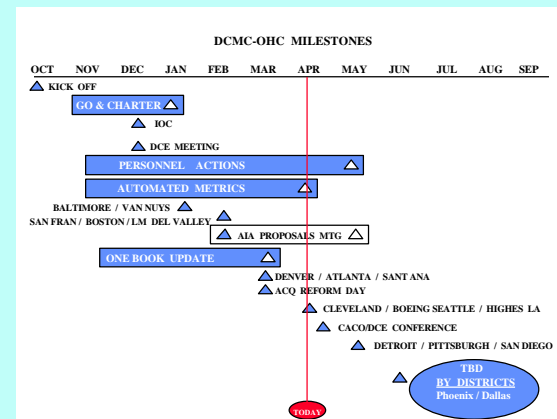 DCMC-OHC MILESTONES
OCT NOV DEC JAN FEB MAR APR MAY JUN JUL AUG SEP
KICK OFF
GO & CHARTER
IOC
DCE MEETING
PERSONNEL ACTIONS
AUTOMATED METRICS
BALTIMORE / VAN NUYS
SAN FRAN / BOSTON / LM DEL VALLEY
AIA PROPOSALS MTG
ONE BOOK UPDATE
DENVER / ATLANTA / SANT ANA
ACQ REFORM DAY
CLEVELAND / BOEING SEATTLE / HIGHES LA
CACO/DCE CONFERENCE
DETROIT / PITTSBURGH / SAN DIEGO
TBD
BY DISTRICTS
Phoenix / Dallas
TODAY